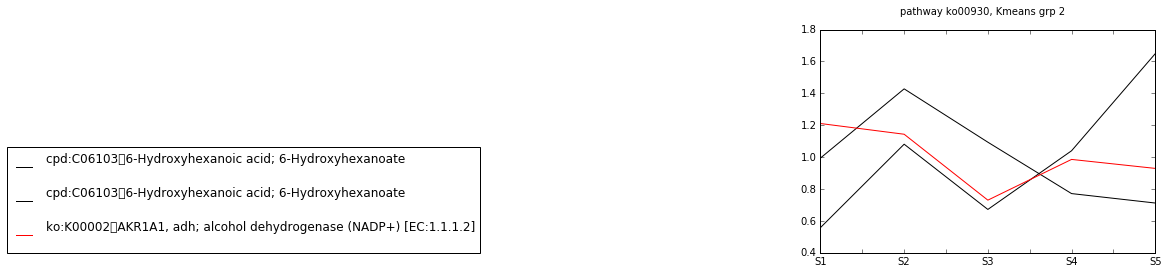 pathway ko00930, Kmeans grp 2
1.8
1.6
1.4
1.2
1.0
0.8
0.6
0.4
S1 S2 S3 S4 S5
cpd:C06103▯6-Hydroxyhexanoic acid; 6-Hydroxyhexanoate
cpd:C06103▯6-Hydroxyhexanoic acid; 6-Hydroxyhexanoate
ko:K00002▯AKR1A1, adh; alcohol dehydrogenase (NADP+) [EC:1.1.1.2]